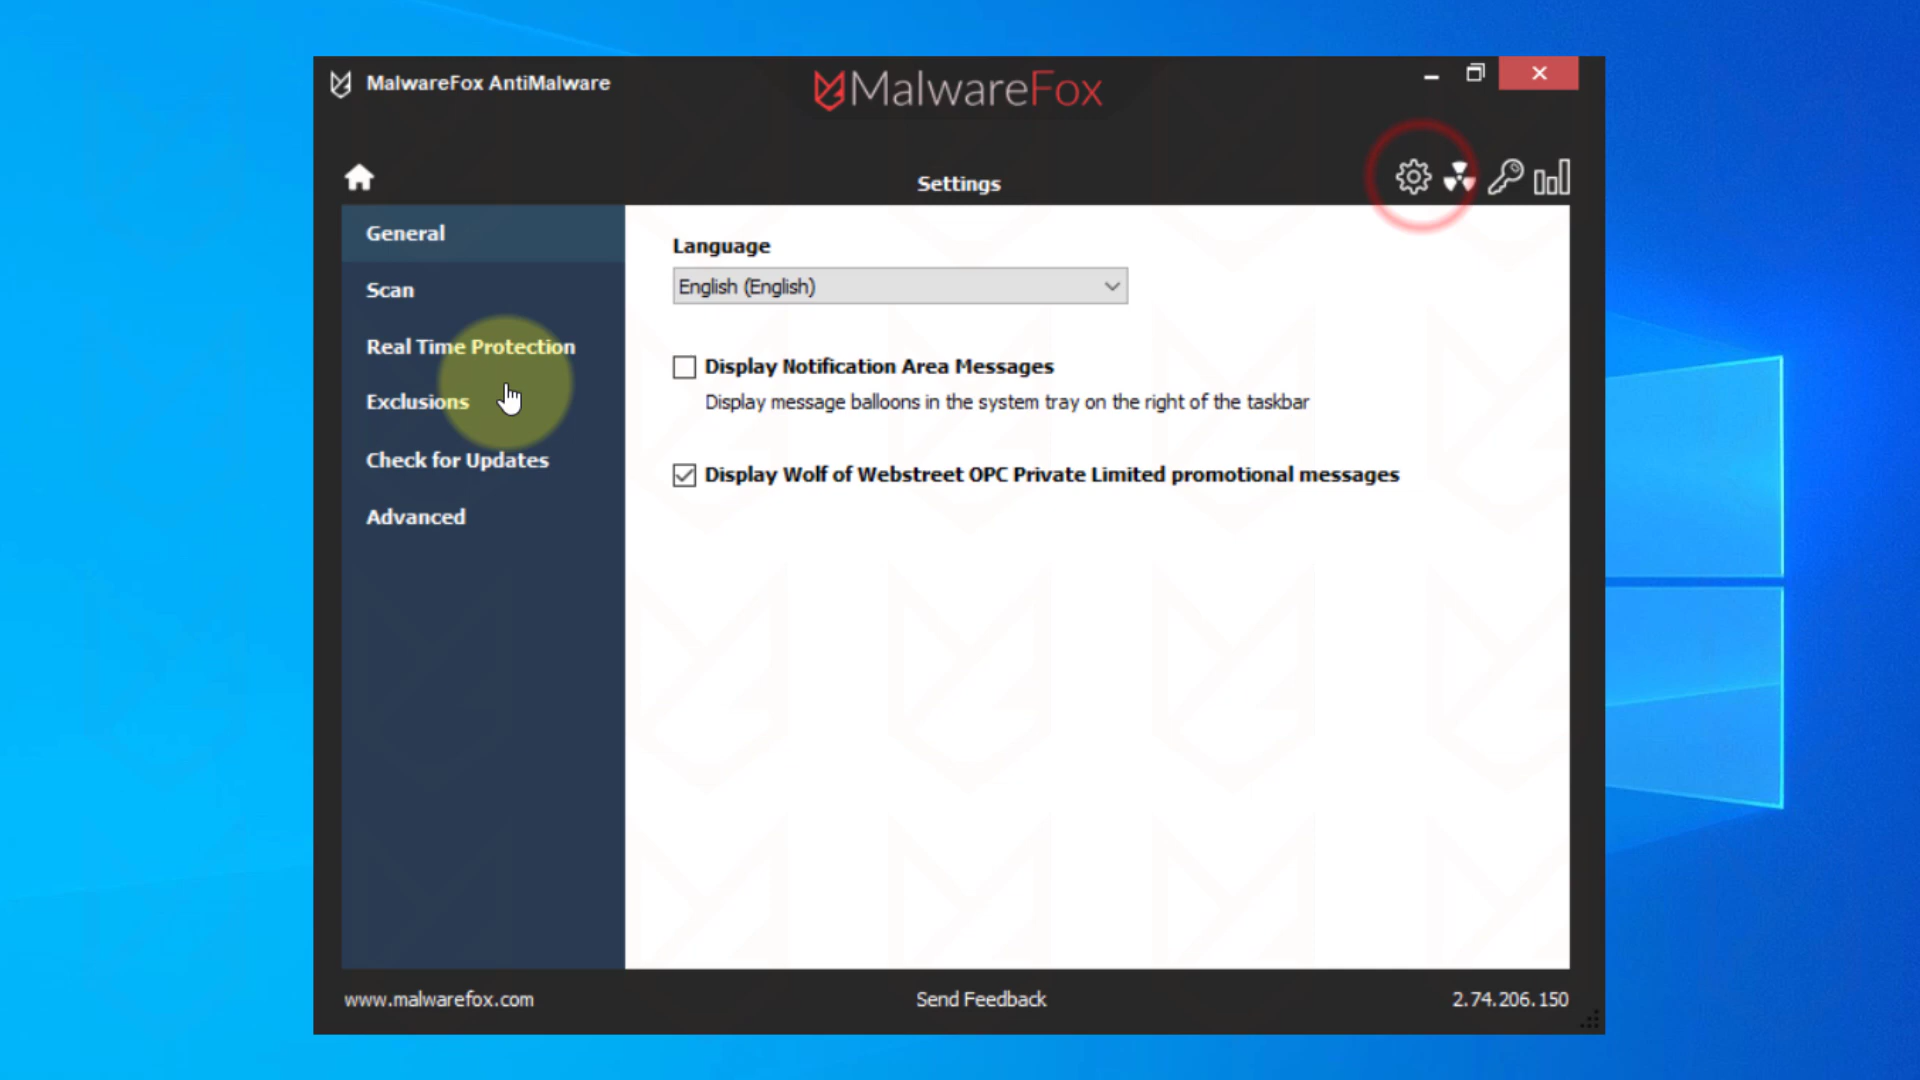 MalwareFox AntiMalware
MalwareFox
Settings
General
Scan
Real Time Protection
Exclusions
Check for Updates
Advanced
Language
English (English)
Display Notification Area Messages
Display message balloons in the system tray on the right of the taskbar
Display Wolf of Webstreet OPC Private Limited promotional messages
www.malwarefox.com
Send Feedback
2.74.206.150